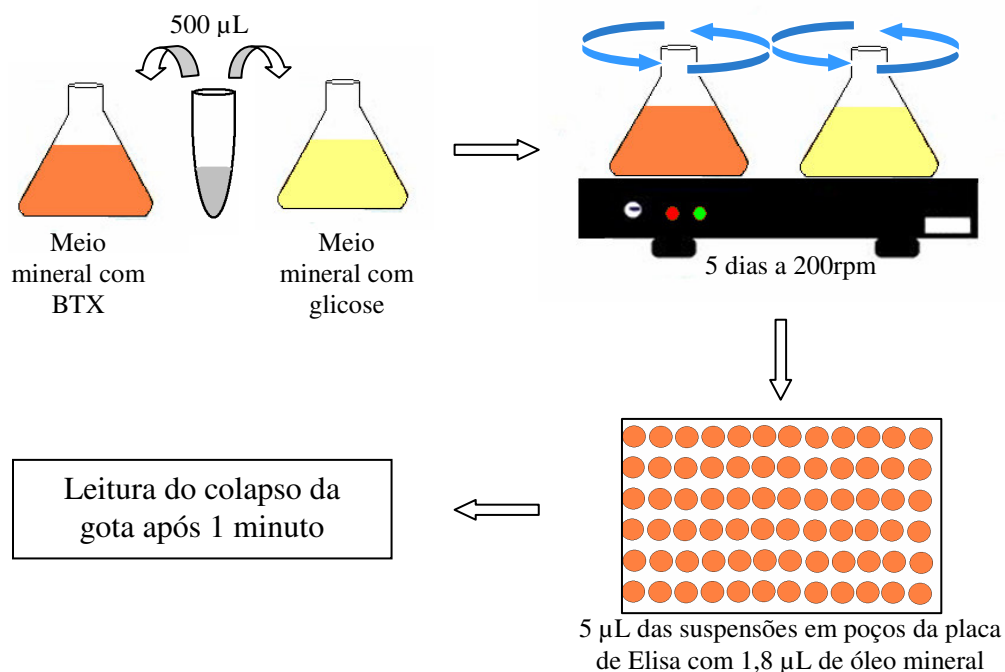 500 µL
Meio
mineral com
BTX
Meio
mineral com
glicose
5 dias a 200rpm
5 µL das suspensões em poços da placa
de Elisa com 1,8 µL de óleo mineral
Leitura do colapso da
gota após 1 minuto